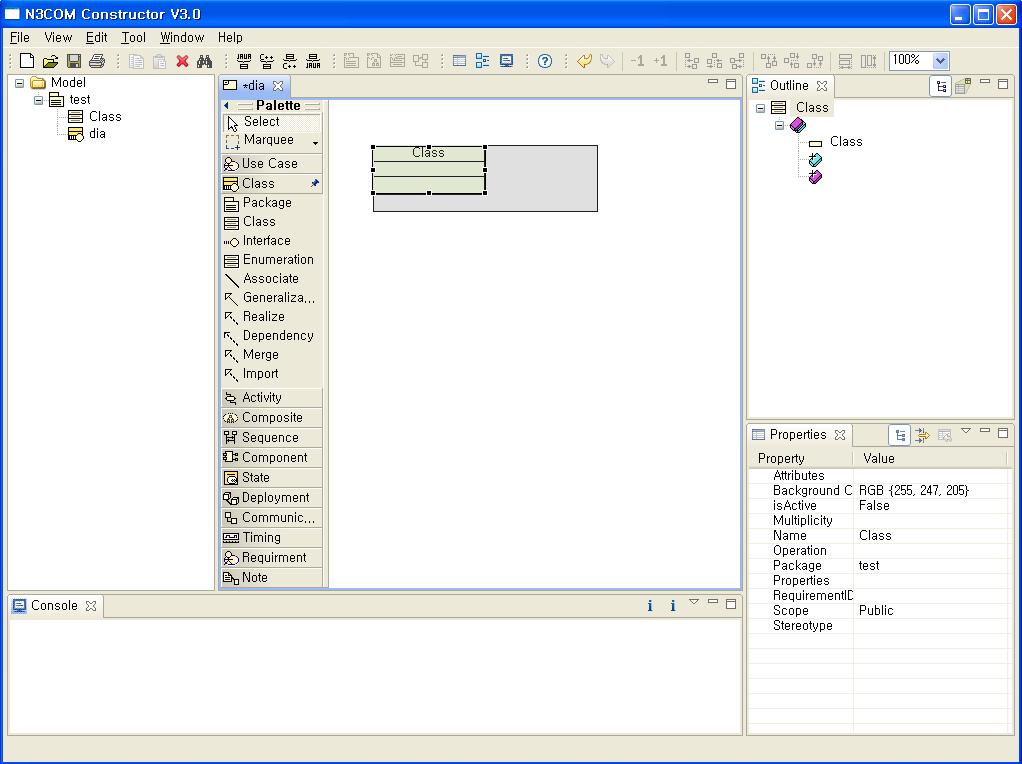 N3COM Constructor V3.0
File View Edit Tool Window Help
-1 +1 100%
Model
test
Class
dia
*dia
Palette
Select
Marquee
Use Case
Class
Package
Class
Interface
Enumeration
Associate
Generaliza...
Realize
Dependency
Merge
Import
Activity
Composite
Sequence
Component
State
Deployment
Communic...
Timing
Requirment
Note
Class
Outline
Class
Class
Properties
Property Value
Attributes
Background C RGB {255, 247, 205}
isActive False
Multiplicity
Name Class
Operation
Package test
Properties
RequirementID
Scope Public
Stereotype
Console